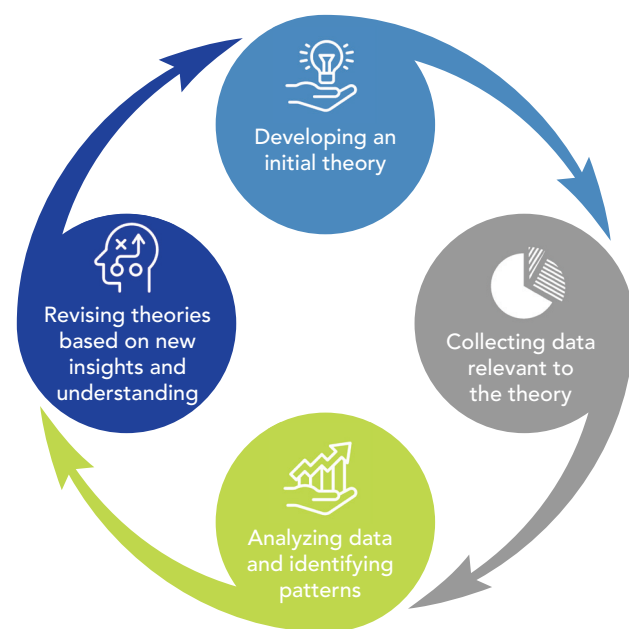 Developing an
initial theory
Collecting data
relevant to
the theory
Analyzing data
and identifying
patterns
Revising theories
based on new
insights and
understanding